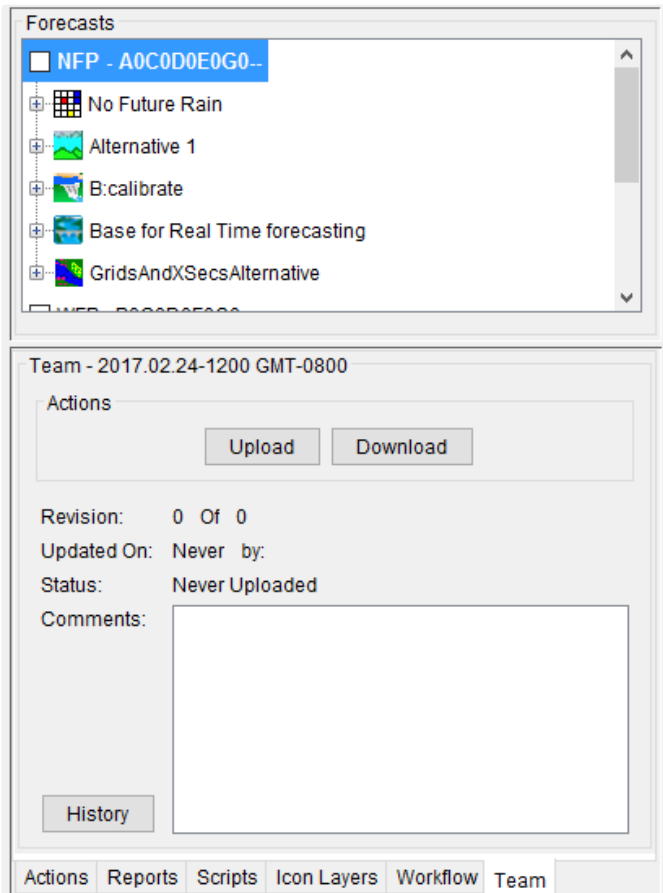 Forecasts
NFP - A0C0D0E0G0--
No Future Rain
Alternative 1
B:calibrate
Base for Real Time forecasting
GridsAndXSecsAlternative
Team - 2017.02.24-1200 GMT-0800
Actions
Upload Download
Revision: 0 Of 0
Updated On: Never by:
Status: Never Uploaded
Comments:
History
Actions Reports Scripts Icon Layers Workflow Team